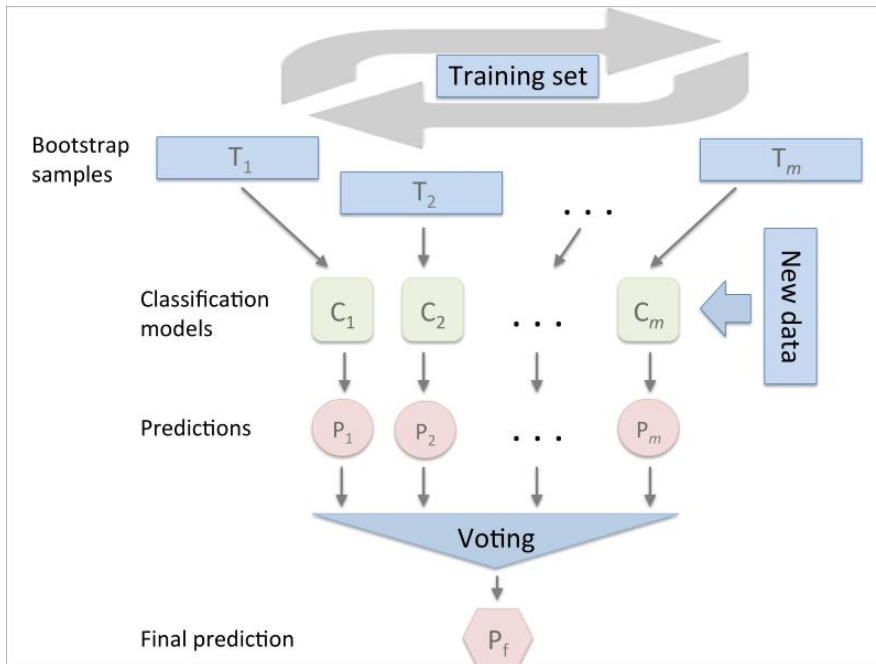 Training set
Bootstrap
samples
T₁
T₂
. . .
Tₘ
New data
Classification
models
C₁
C₂
. . .
Cₘ
Predictions
P₁
P₂
. . .
Pₘ
Voting
Final prediction
P_f